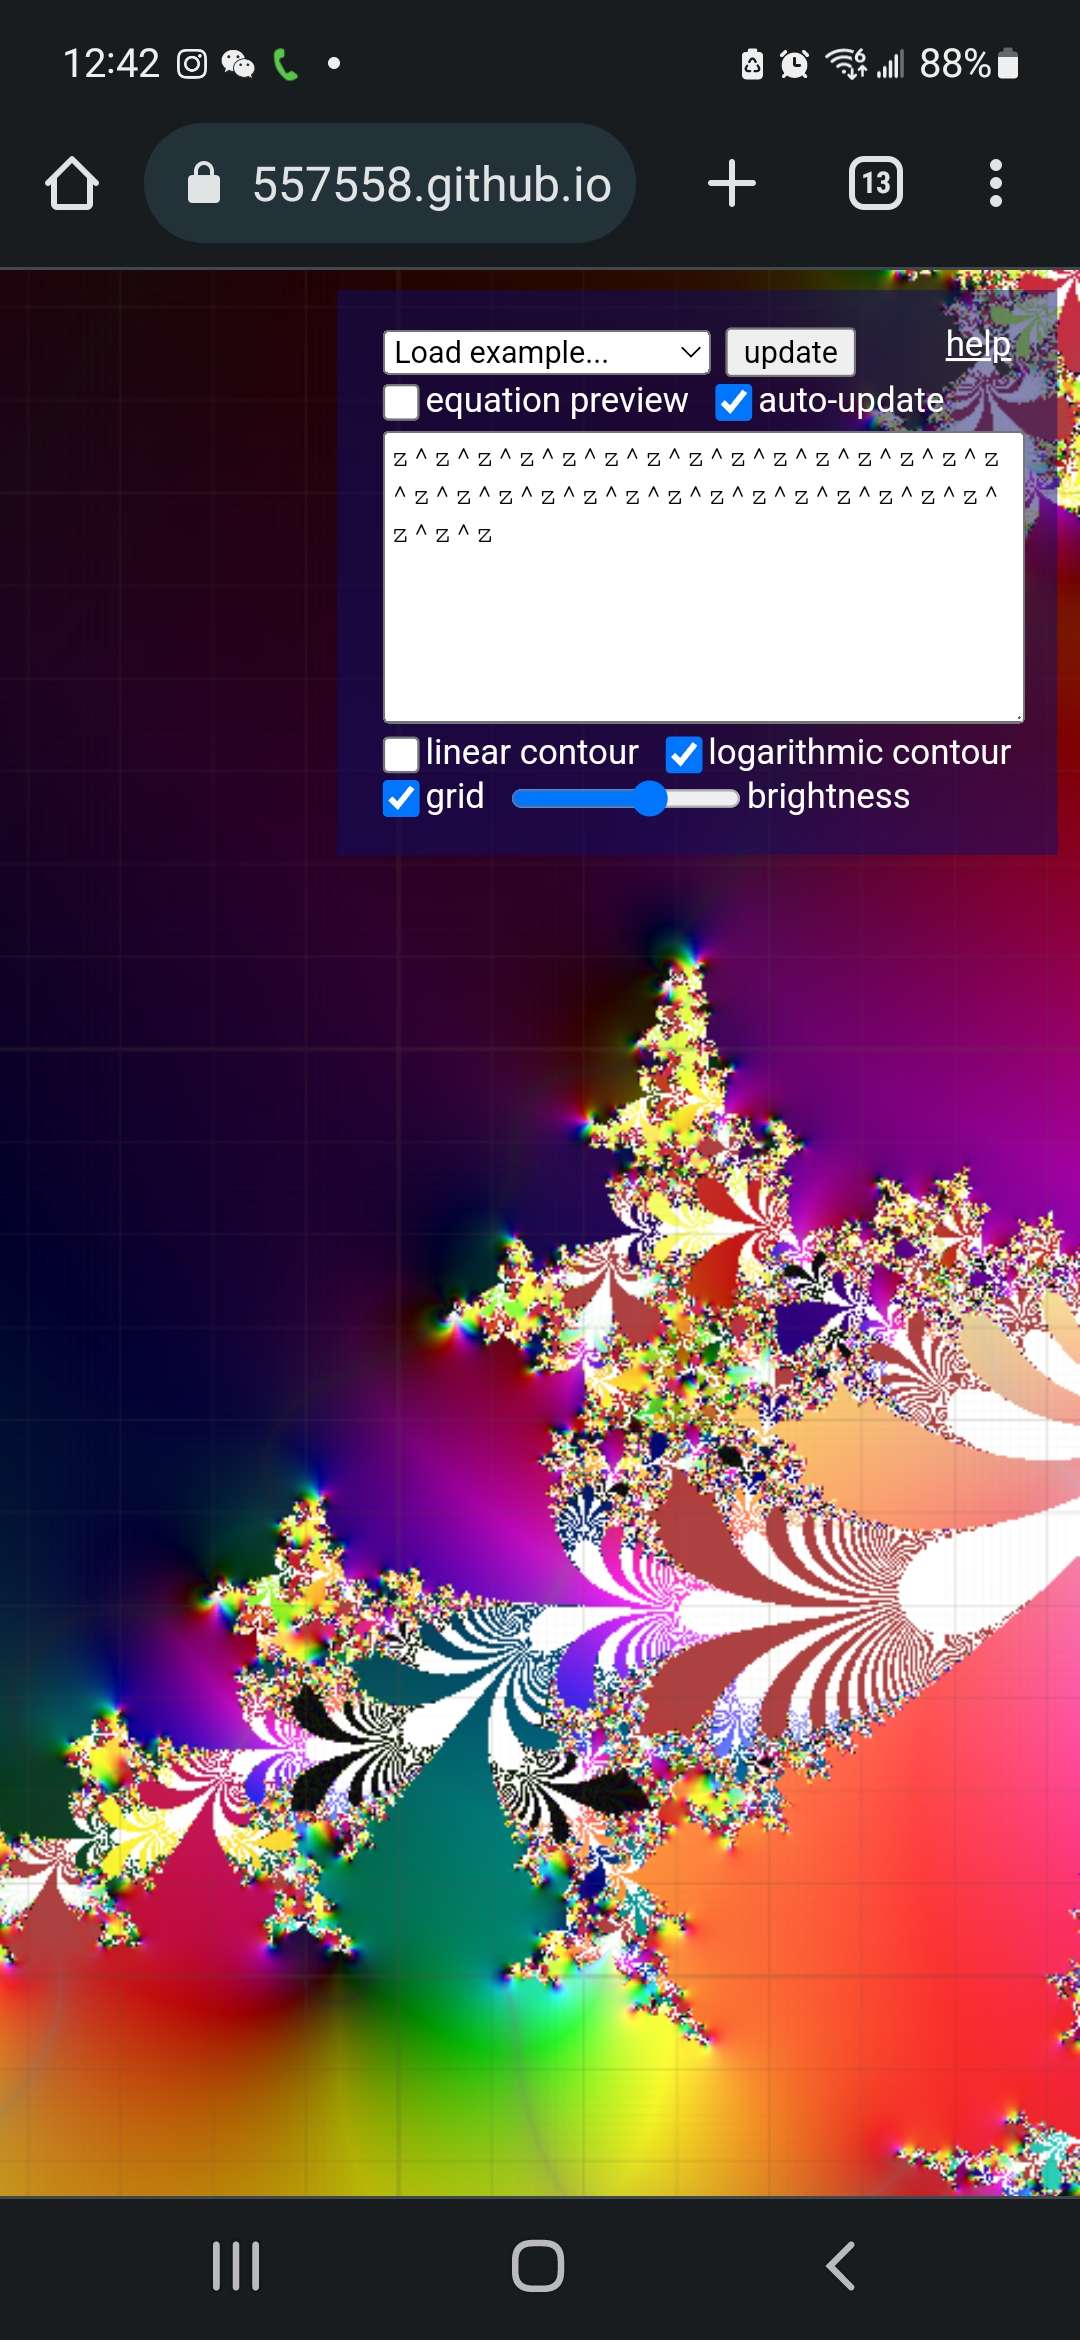 12:42 88%
557558.github.io 13
Load example... update help
equation preview auto-update
z^z^z^z^z^z^z^z^z^z^z^z^z^z^z
^z^z^z^z^z^z^z^z^z^z^z^z^z^z^
z^z^z
linear contour logarithmic contour
grid brightness